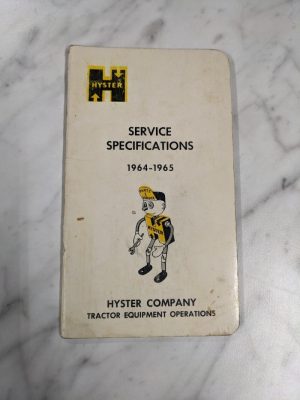 HYSTER
SERVICE
SPECIFICATIONS
1964-1965
HYSTER COMPANY
TRACTOR EQUIPMENT OPERATIONS